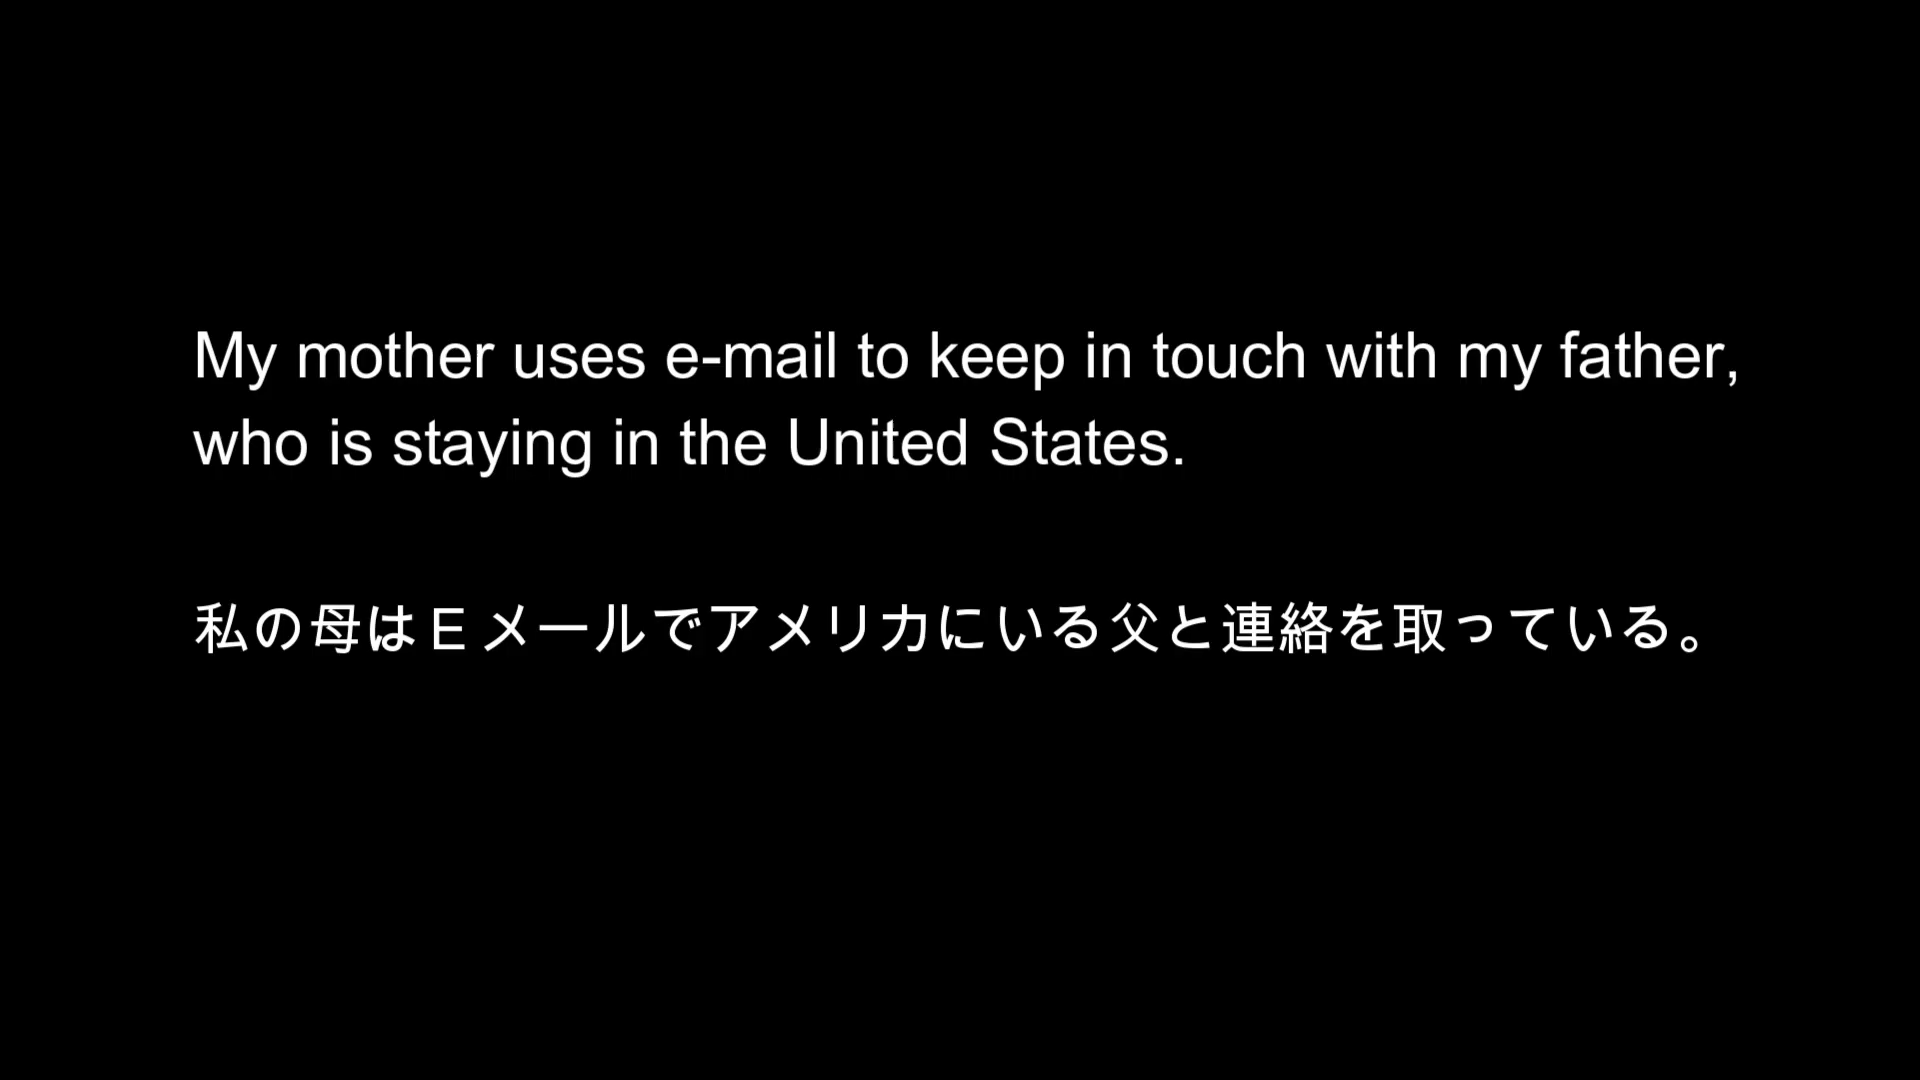 My mother uses e-mail to keep in touch with my father,
who is staying in the United States.
私の母はＥメールでアメリカにいる父と連絡を取っている。